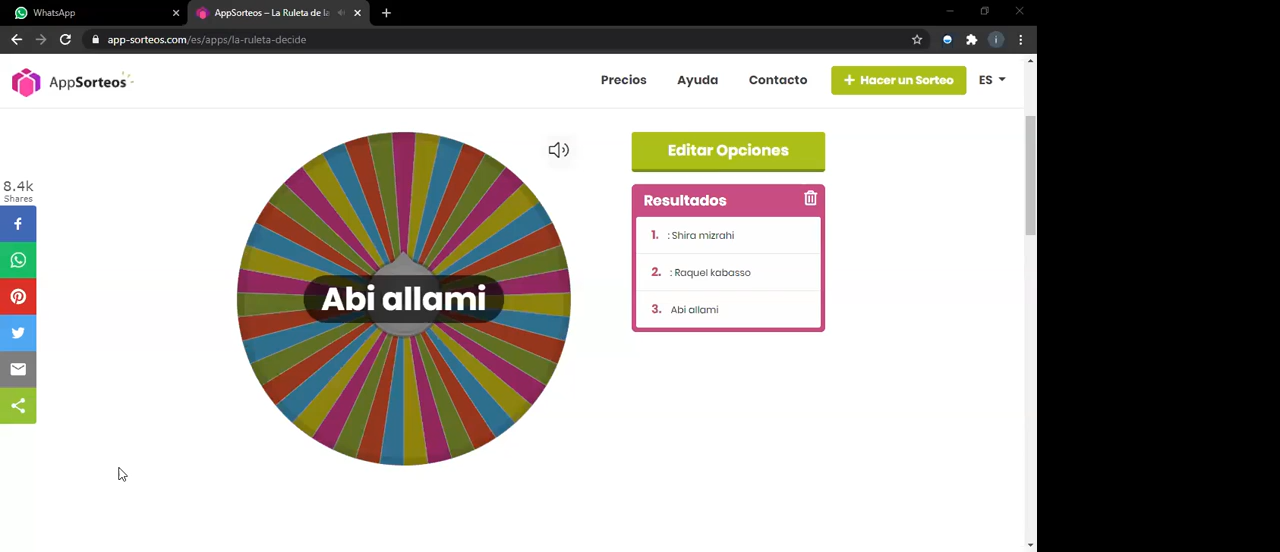 WhatsApp
AppSorteos – La Ruleta de la
app-sorteos.com/es/apps/la-ruleta-decide
i
AppSorteos
Precios
Ayuda
Contacto
+ Hacer un Sorteo
ES
8.4k
Shares
Editar Opciones
Resultados
1. : Shira mizrahi
2. : Raquel kabasso
3. Abi allami
Abi allami